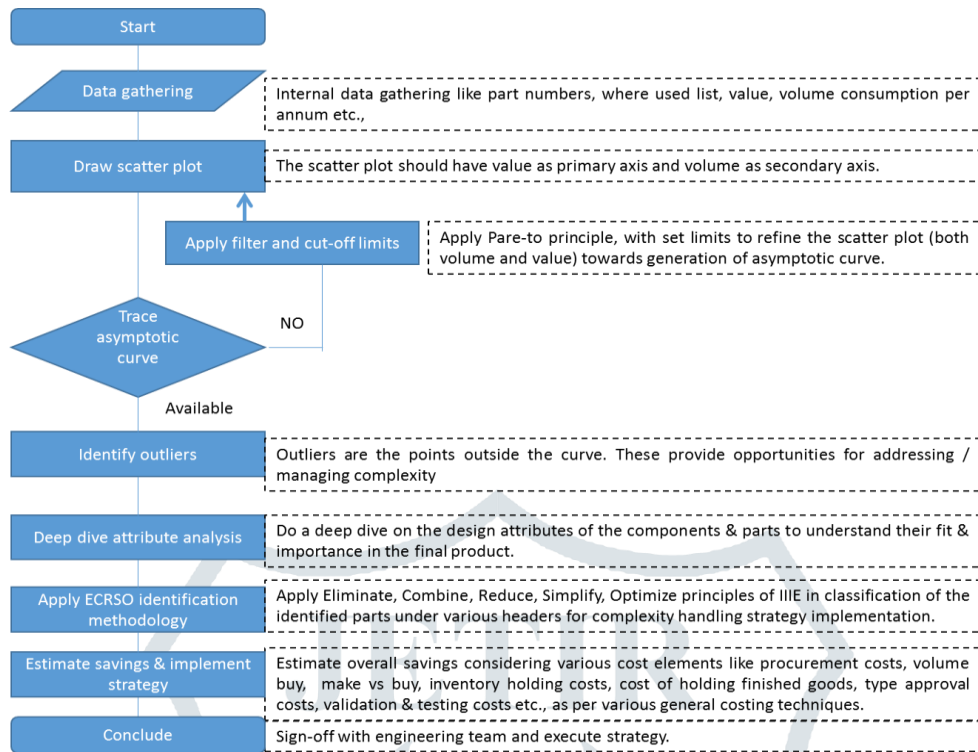 Start
Data gathering
Internal data gathering like part numbers, where used list, value, volume consumption per
annum etc.,
Draw scatter plot
The scatter plot should have value as primary axis and volume as secondary axis.
Apply filter and cut-off limits
Apply Pare-to principle, with set limits to refine the scatter plot (both
volume and value) towards generation of asymptotic curve.
Trace
asymptotic
curve
NO
Available
Identify outliers
Outliers are the points outside the curve. These provide opportunities for addressing /
managing complexity
Deep dive attribute analysis
Do a deep dive on the design attributes of the components & parts to understand their fit &
importance in the final product.
Apply ECRSO identification
methodology
Apply Eliminate, Combine, Reduce, Simplify, Optimize principles of IIIE in classification of the
identified parts under various headers for complexity handling strategy implementation.
Estimate savings & implement
strategy
Estimate overall savings considering various cost elements like procurement costs, volume
buy, make vs buy, inventory holding costs, cost of holding finished goods, type approval
costs, validation & testing costs etc., as per various general costing techniques.
Conclude
Sign-off with engineering team and execute strategy.
JETIR